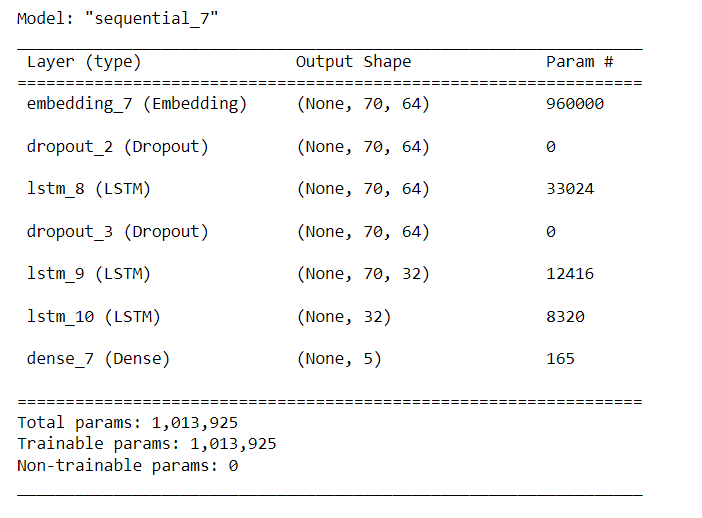 Model: "sequential_7"
_________________________________________________________________
Layer (type) Output Shape Param #
=================================================================
embedding_7 (Embedding) (None, 70, 64) 960000
dropout_2 (Dropout) (None, 70, 64) 0
lstm_8 (LSTM) (None, 70, 64) 33024
dropout_3 (Dropout) (None, 70, 64) 0
lstm_9 (LSTM) (None, 70, 32) 12416
lstm_10 (LSTM) (None, 32) 8320
dense_7 (Dense) (None, 5) 165
=================================================================
Total params: 1,013,925
Trainable params: 1,013,925
Non-trainable params: 0
_________________________________________________________________